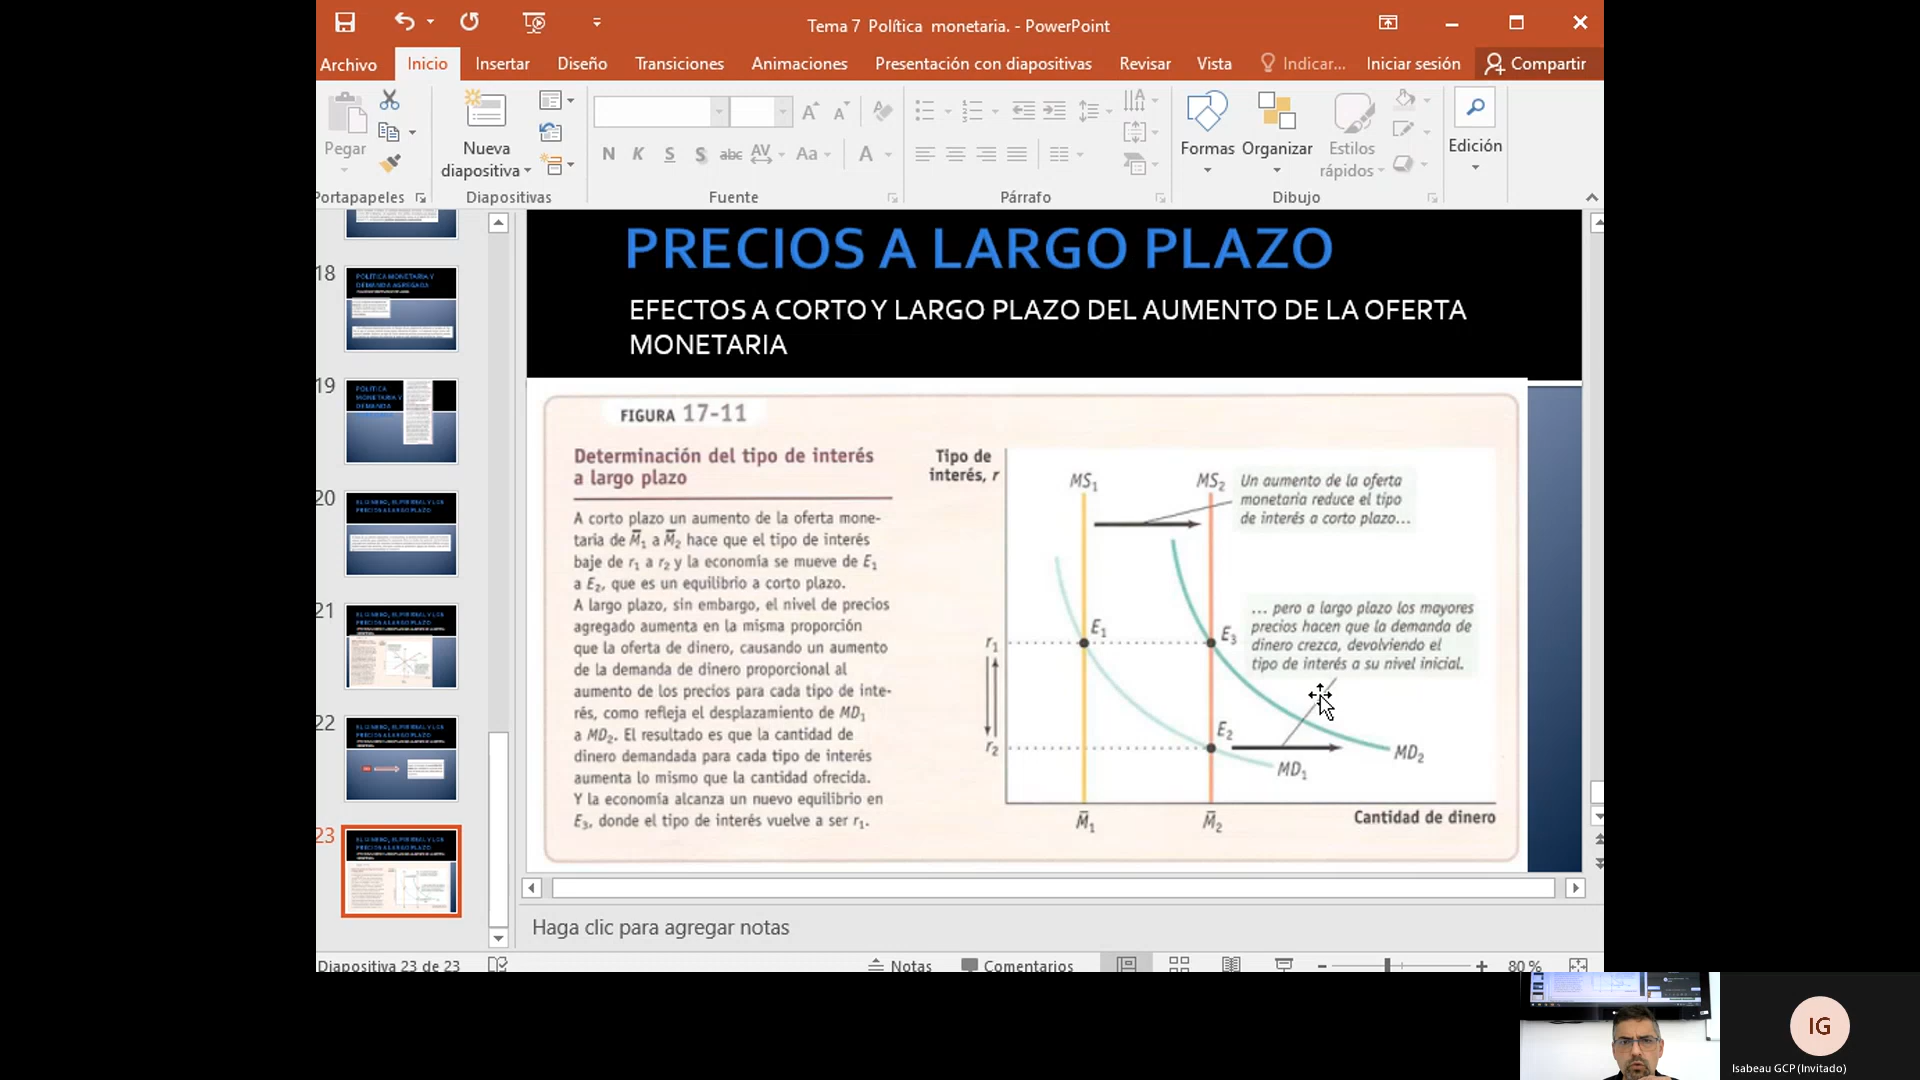 Tema 7 Política monetaria. - PowerPoint
Archivo Inicio Insertar Diseño Transiciones Animaciones Presentación con diapositivas Revisar Vista Indicar... Iniciar sesión Compartir
Pegar
Nueva diapositiva
N K S S abc AV Aa A
Formas Organizar Estilos rápidos
Edición
Portapapeles Diapositivas Fuente Párrafo Dibujo
18
POLÍTICA MONETARIA Y
DEMANDA AGREGADA
19
POLÍTICA
MONETARIA Y
DEMANDA
20
21
22
23
PRECIOS A LARGO PLAZO
EFECTOS A CORTO Y LARGO PLAZO DEL AUMENTO DE LA OFERTA
MONETARIA
FIGURA 17-11
Determinación del tipo de interés
a largo plazo
A corto plazo un aumento de la oferta mone-
taria de M̅₁ a M̅₂ hace que el tipo de interés
baje de r₁ a r₂ y la economía se mueve de E₁
a E₂, que es un equilibrio a corto plazo.
A largo plazo, sin embargo, el nivel de precios
agregado aumenta en la misma proporción
que la oferta de dinero, causando un aumento
de la demanda de dinero proporcional al
aumento de los precios para cada tipo de inte-
rés, como refleja el desplazamiento de MD₁
a MD₂. El resultado es que la cantidad de
dinero demandada para cada tipo de interés
aumenta lo mismo que la cantidad ofrecida.
Y la economía alcanza un nuevo equilibrio en
E₃, donde el tipo de interés vuelve a ser r₁.
Tipo de
interés, r
MS₁
MS₂
Un aumento de la oferta
monetaria reduce el tipo
de interés a corto plazo...
... pero a largo plazo los mayores
precios hacen que la demanda de
dinero crezca, devolviendo el
tipo de interés a su nivel inicial.
E₁
E₃
r₁
E₂
r₂
MD₂
MD₁
M̅₁
M̅₂
Cantidad de dinero
Haga clic para agregar notas
Diapositiva 23 de 23
Notas
Comentarios
80 %
IG
Isabeau GCP (Invitado)